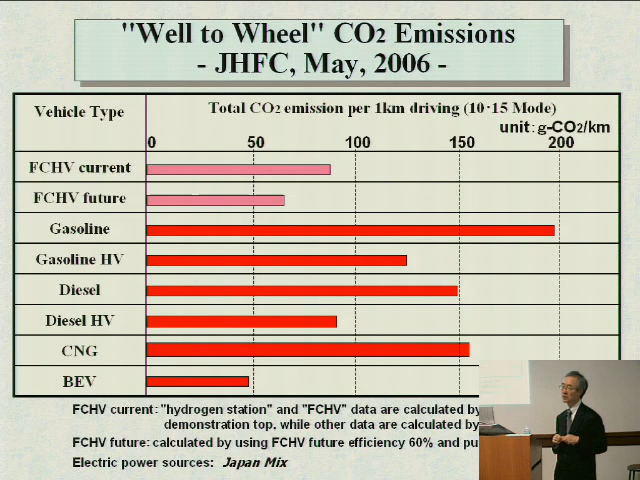 "Well to Wheel" CO2 Emissions
- JHFC, May, 2006 -
Vehicle Type
Total CO2 emission per 1km driving (10·15 Mode)
unit: g-CO2/km
0 50 100 150 200
FCHV current
FCHV future
Gasoline
Gasoline HV
Diesel
Diesel HV
CNG
BEV
FCHV current: "hydrogen station" and "FCHV" data are calculated by
demonstration top, while other data are calculated by
FCHV future: calculated by using FCHV future efficiency 60% and pu
Electric power sources: Japan Mix